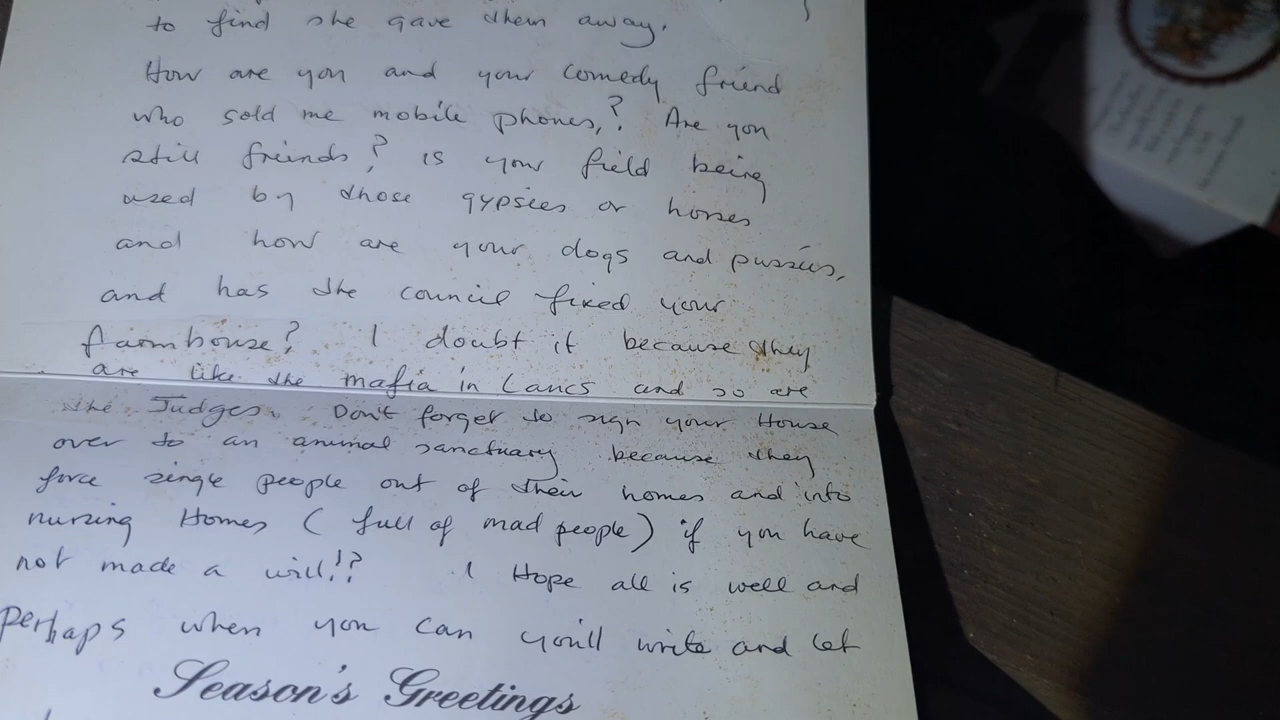 to find she gave them away.
How are you and your comedy friend
who sold me mobile phones,? Are you
still freinds? is your field being
used by those gypsies or horses
and how are your dogs and pussies,
and has the council fixed your
farmhouse? I doubt it because they
are like the mafia in Lancs and so are
the Judges. Don't forget to sign your House
over to an animal sanctuary because they
force single people out of their homes and into
nursing Homes (full of mad people) if you have
not made a will!? I Hope all is well and
perhaps when you can you'll write and let
Season's Greetings